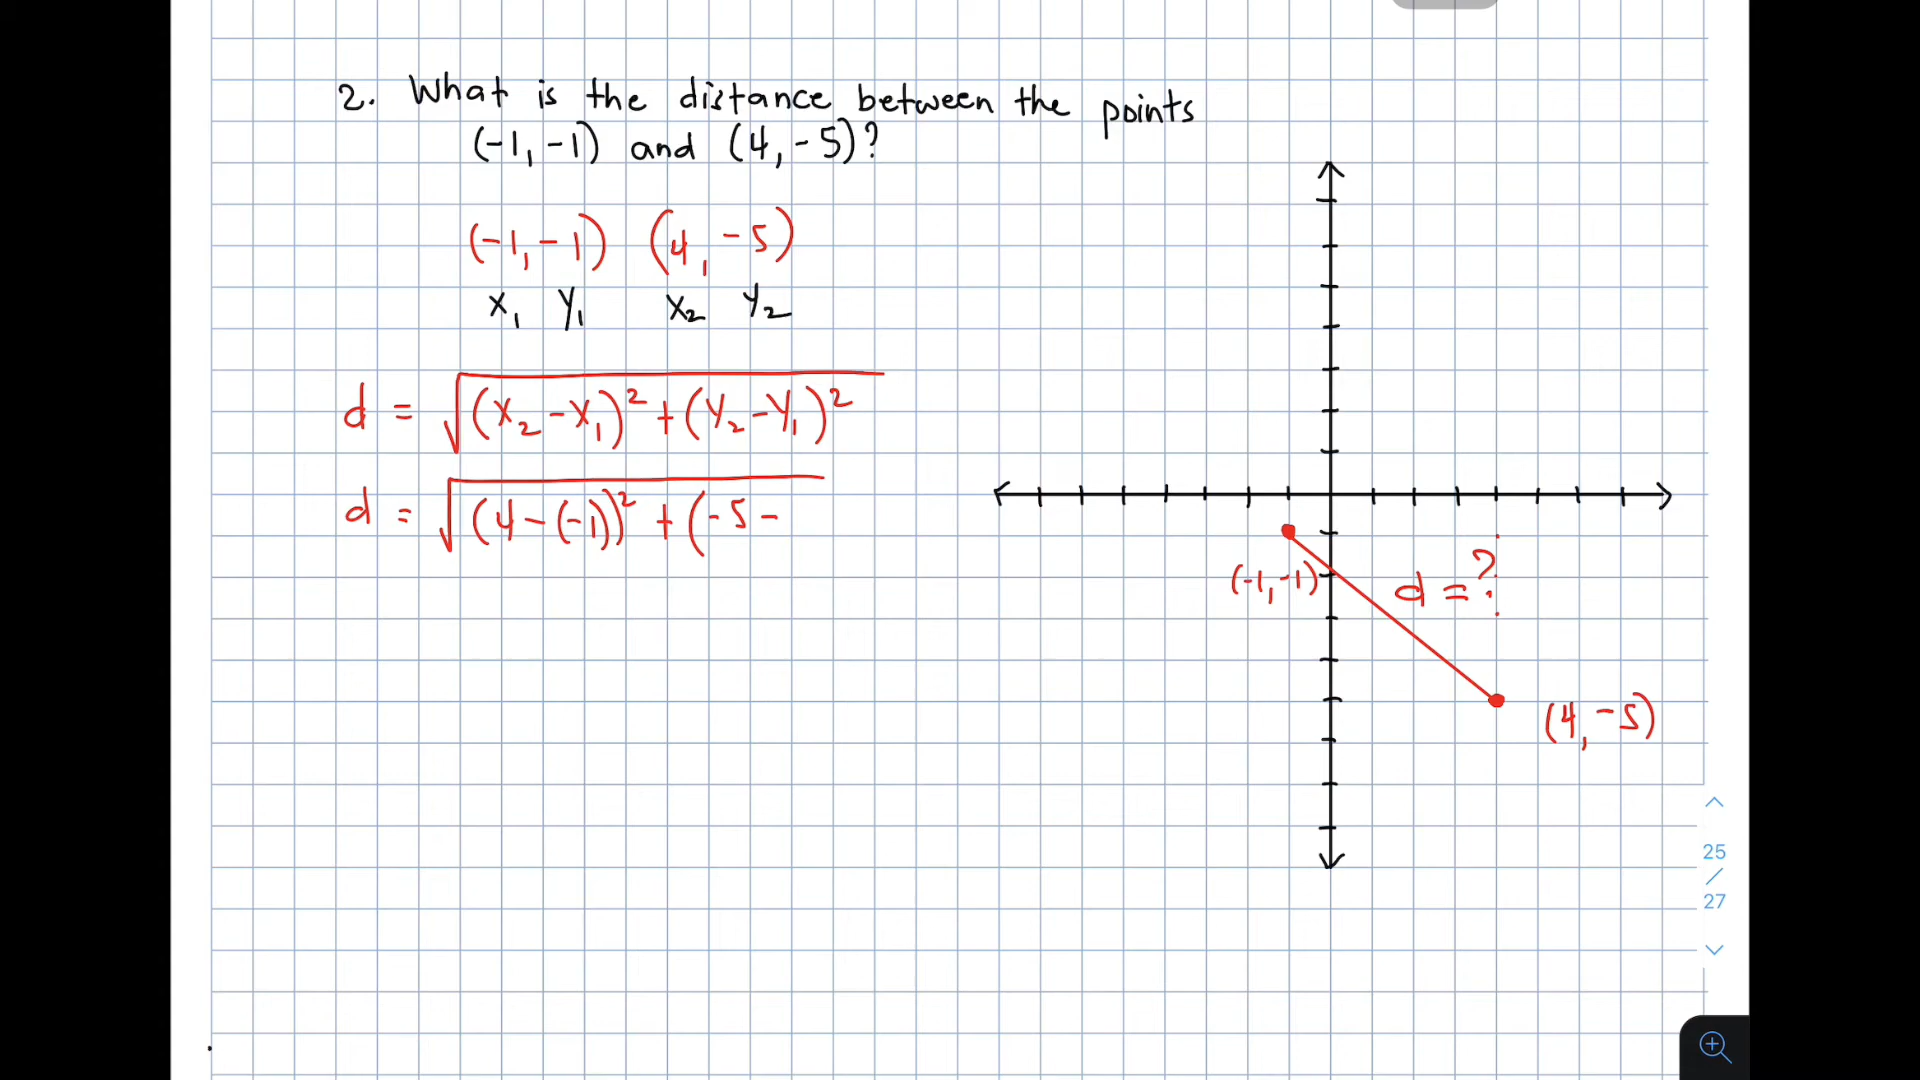 2. What is the distance between the points
(-1, -1) and (4, -5)?
(-1, -1) (4, -5)
x₁ y₁ x₂ y₂
d = √(x₂-x₁)² + (y₂-y₁)²
d = √(4-(-1))² + (-5 -
(-1, -1)
d = ?
(4, -5)
25
/
27